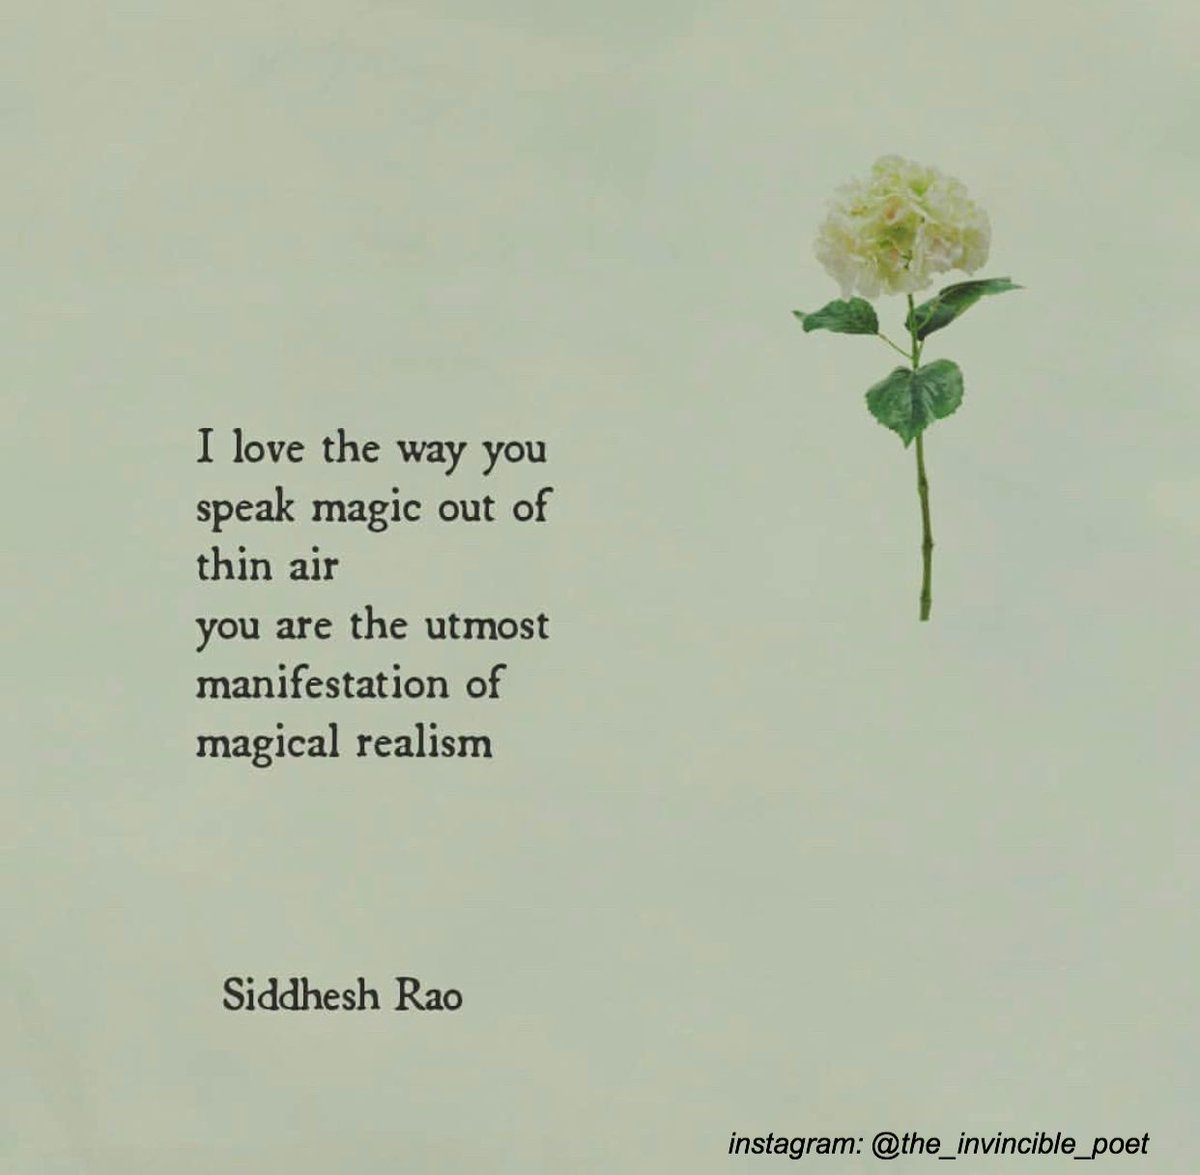 I love the way you
speak magic out of
thin air
you are the utmost
manifestation of
magical realism
Siddhesh Rao
instagram: @the_invincible_poet